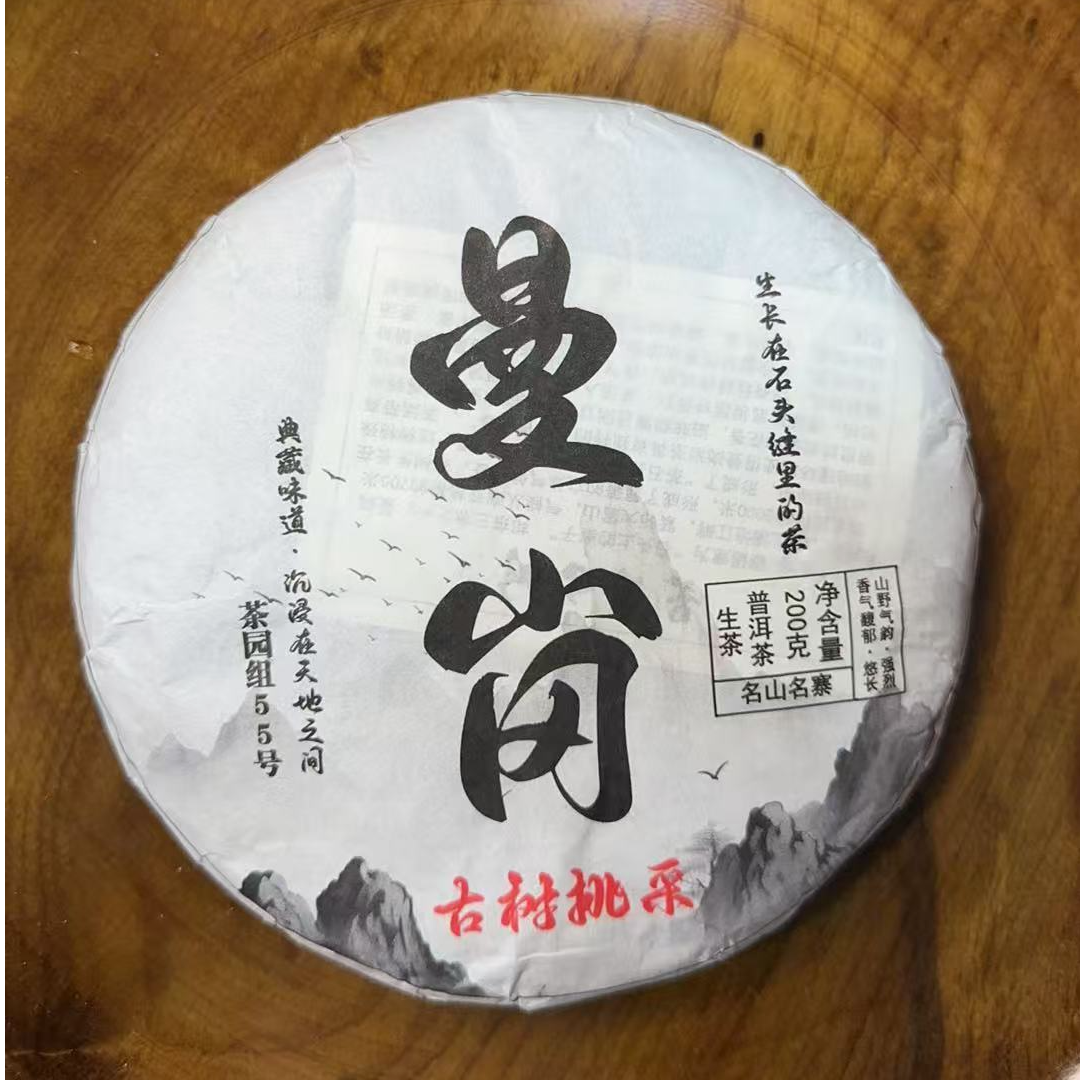 曼岗
生长在石头缝里的茶
典藏味道·沉浸在天地之间
茶园组55号
山野气韵·强烈
香气馥郁·悠长
净含量
200克
普洱茶
生茶
名山名寨
古树桃采